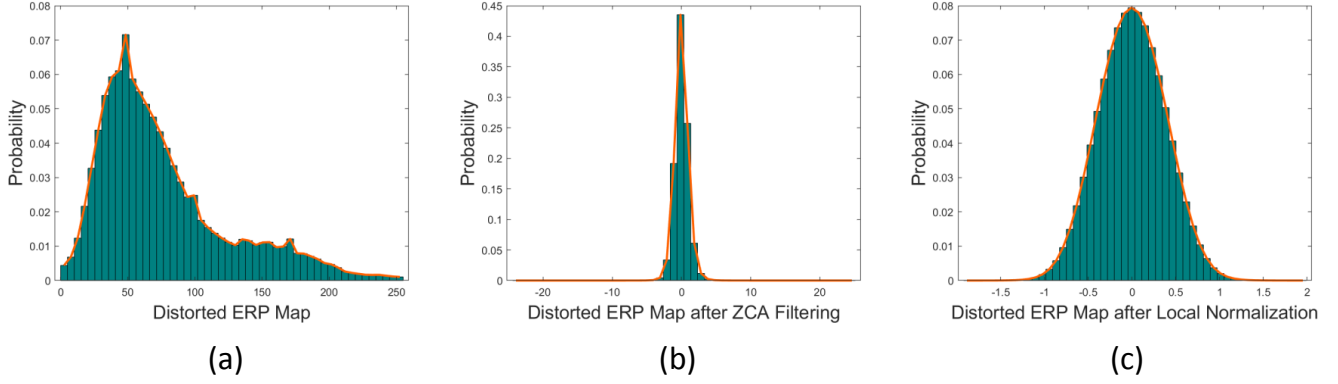 0.08
0.07
0.06
0.05
0.04
0.03
0.02
0.01
0
Probability
0 50 100 150 200 250
Distorted ERP Map
(a)
0.45
0.4
0.35
0.3
0.25
0.2
0.15
0.1
0.05
0
Probability
-20 -10 0 10 20
Distorted ERP Map after ZCA Filtering
(b)
0.08
0.07
0.06
0.05
0.04
0.03
0.02
0.01
0
Probability
-1.5 -1 -0.5 0 0.5 1 1.5 2
Distorted ERP Map after Local Normalization
(c)